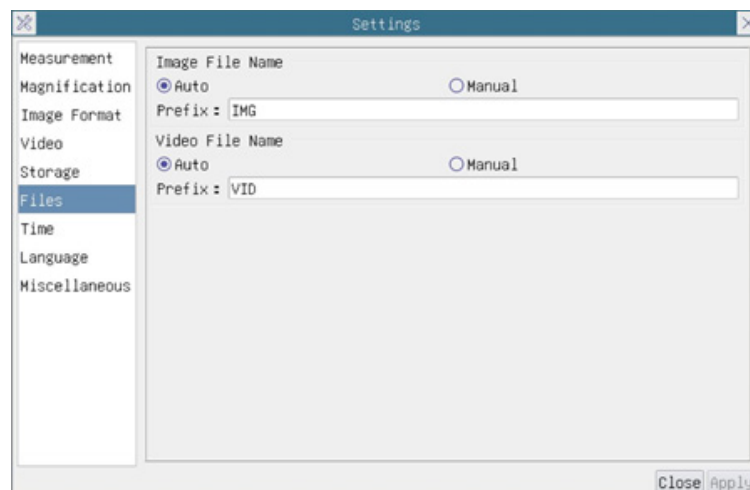 Settings
Measurement
Magnification
Image Format
Video
Storage
Files
Time
Language
Miscellaneous
Image File Name
Auto Manual
Prefix: IMG
Video File Name
Auto Manual
Prefix: VID
Close Apply